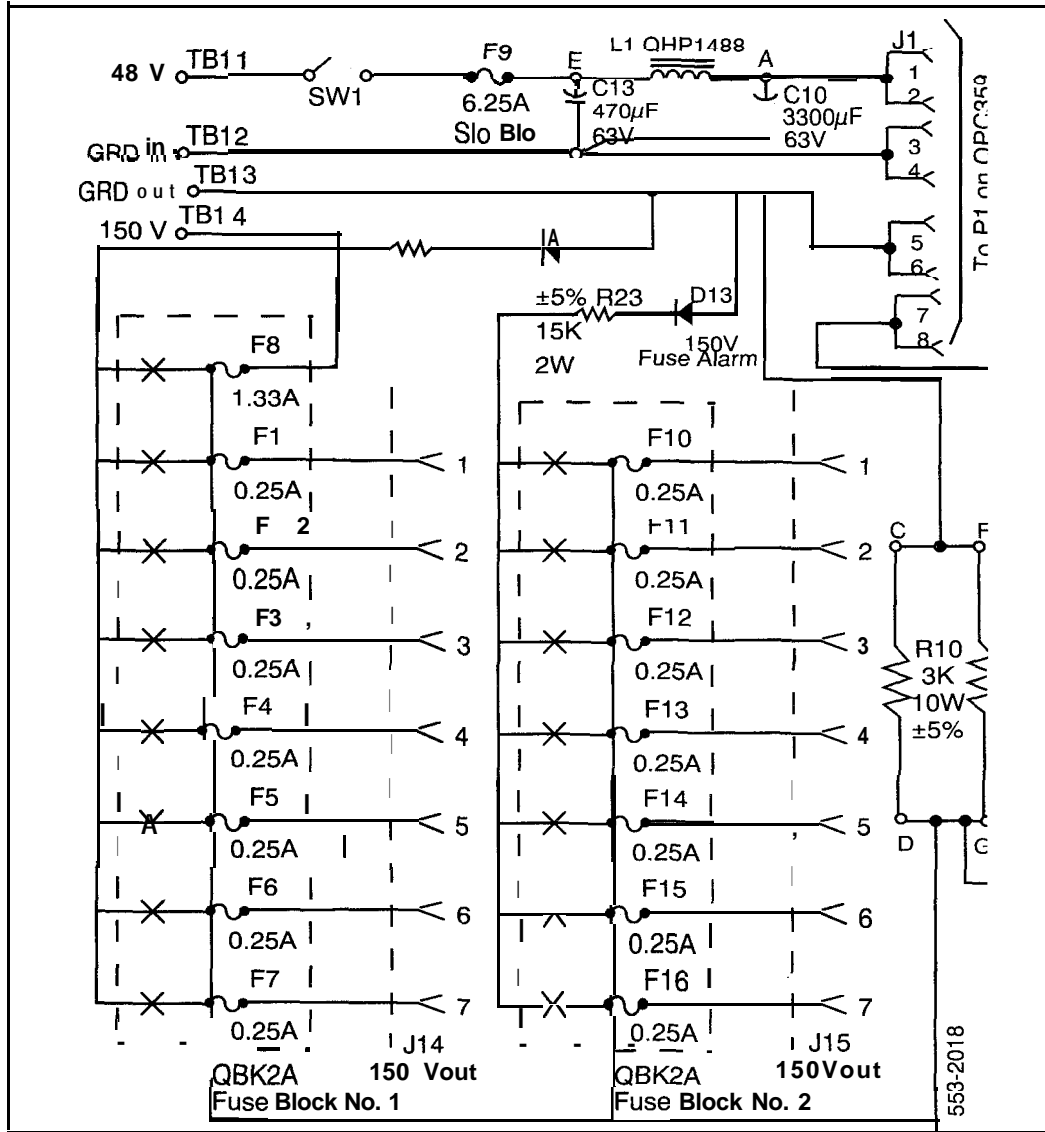 48 V TB11
SW1
F9
6.25A
Slo Blo
E
C13
470µF
63V
L1 QHP1488
A
C10
3300µF
63V
J1
1
2
3
4
5
6
7
8
GRD in TB12
GRD out TB13
150 V TB14
A
±5% R23
15K
2W
D13
150V
Fuse Alarm
F8
1.33A
F1
0.25A
1
F 2
0.25A
2
F3
0.25A
3
F4
0.25A
4
F5
0.25A
5
A
F6
0.25A
6
F7
0.25A
7
J14
150 Vout
QBK2A
Fuse Block No. 1
F10
0.25A
1
F11
0.25A
2
F12
0.25A
3
F13
0.25A
4
F14
0.25A
5
F15
0.25A
6
F16
0.25A
7
J15
150Vout
QBK2A
Fuse Block No. 2
C
R10
3K
10W
±5%
D
553-2018